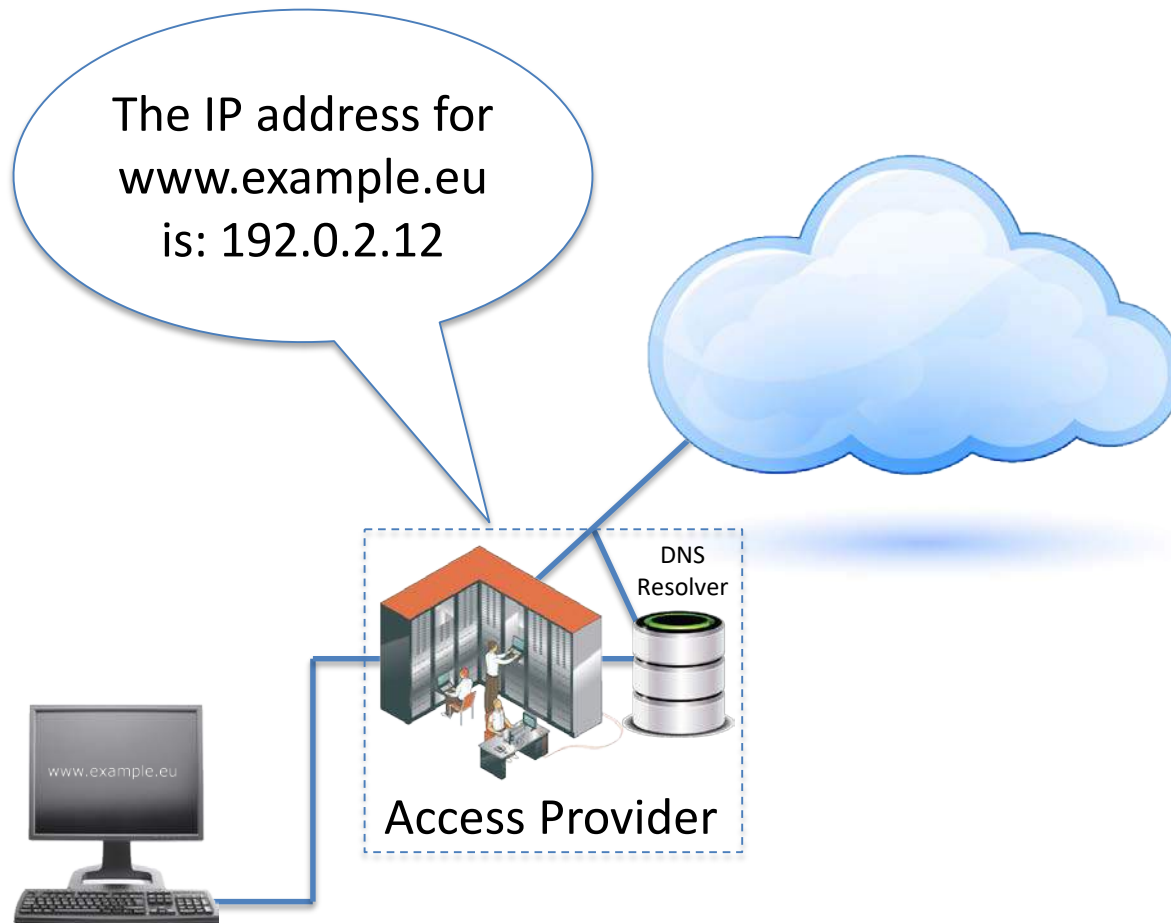 The IP address for
www.example.eu
is: 192.0.2.12
DNS
Resolver
www.example.eu
Access Provider